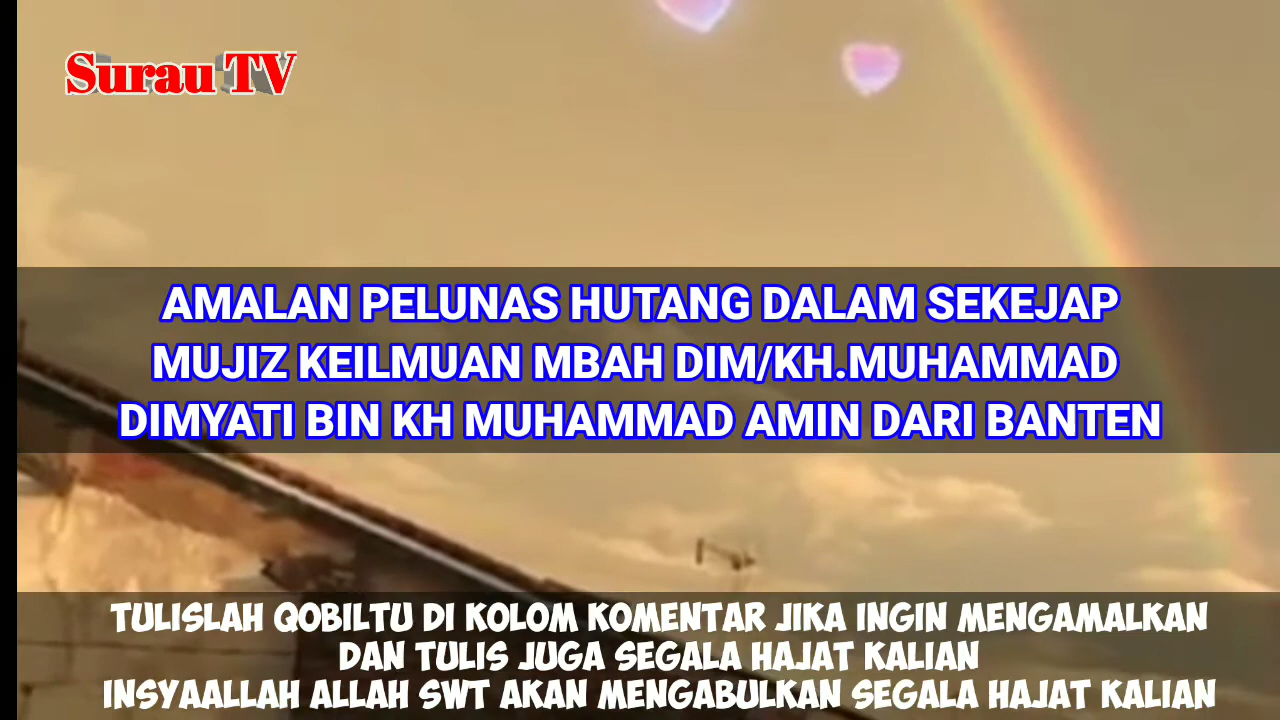 Surau TV
AMALAN PELUNAS HUTANG DALAM SEKEJAP
MUJIZ KEILMUAN MBAH DIM/KH.MUHAMMAD
DIMYATI BIN KH MUHAMMAD AMIN DARI BANTEN
TULISLAH QOBILTU DI KOLOM KOMENTAR JIKA INGIN MENGAMALKAN
DAN TULIS JUGA SEGALA HAJAT KALIAN
INSYAALLAH ALLAH SWT AKAN MENGABULKAN SEGALA HAJAT KALIAN